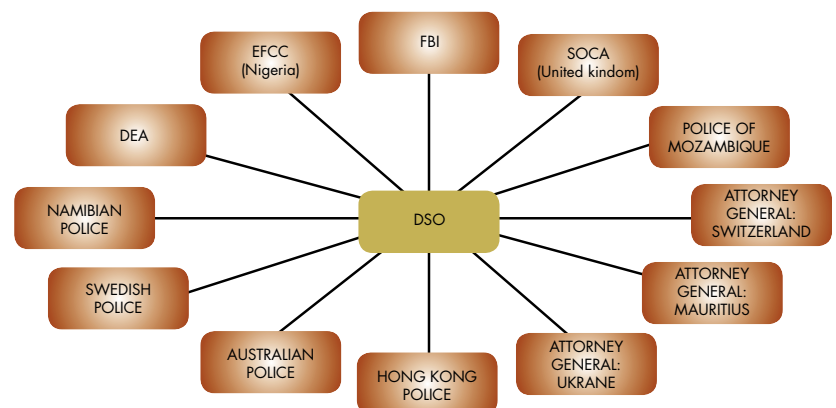 FBI
EFCC
(Nigeria)
SOCA
(United kindom)
DEA
POLICE OF
MOZAMBIQUE
NAMIBIAN
POLICE
DSO
ATTORNEY
GENERAL:
SWITZERLAND
SWEDISH
POLICE
ATTORNEY
GENERAL:
MAURITIUS
AUSTRALIAN
POLICE
HONG KONG
POLICE
ATTORNEY
GENERAL:
UKRANE